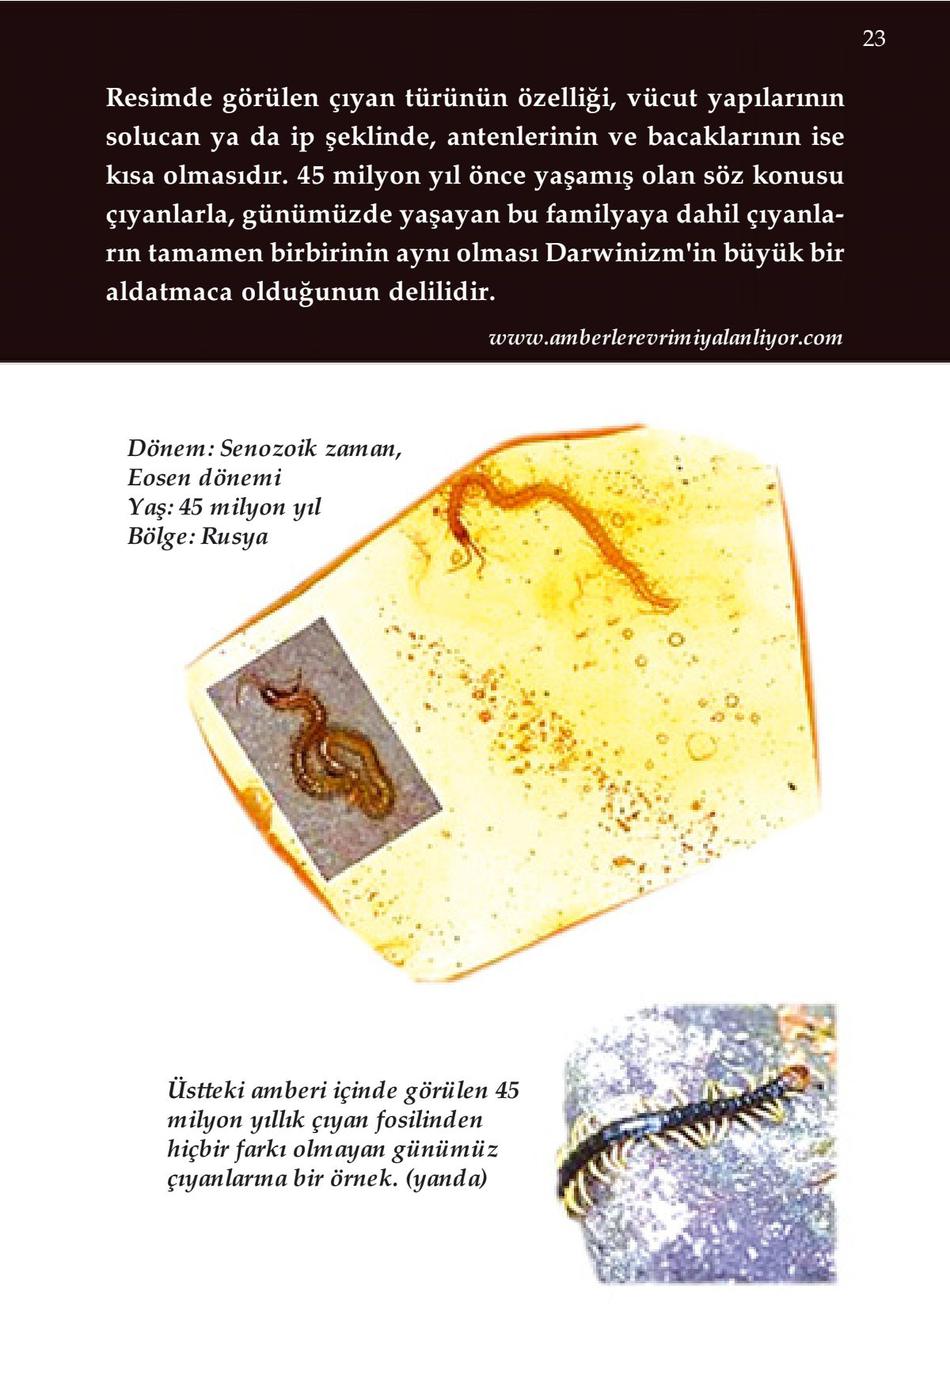 23
Resimde görülen çıyan türünün özelliği, vücut yapılarının
solucan ya da ip şeklinde, antenlerinin ve bacaklarının ise
kısa olmasıdır. 45 milyon yıl önce yaşamış olan söz konusu
çıyanlarla, günümüzde yaşayan bu familyaya dahil çıyanla-
rın tamamen birbirinin aynı olması Darwinizm'in büyük bir
aldatmaca olduğunun delilidir.
www.amberlerevrimiyalanliyor.com
Dönem: Senozoik zaman,
Eosen dönemi
Yaş: 45 milyon yıl
Bölge: Rusya
Üstteki amberi içinde görülen 45
milyon yıllık çıyan fosilinden
hiçbir farkı olmayan günümüz
çıyanlarına bir örnek. (yanda)